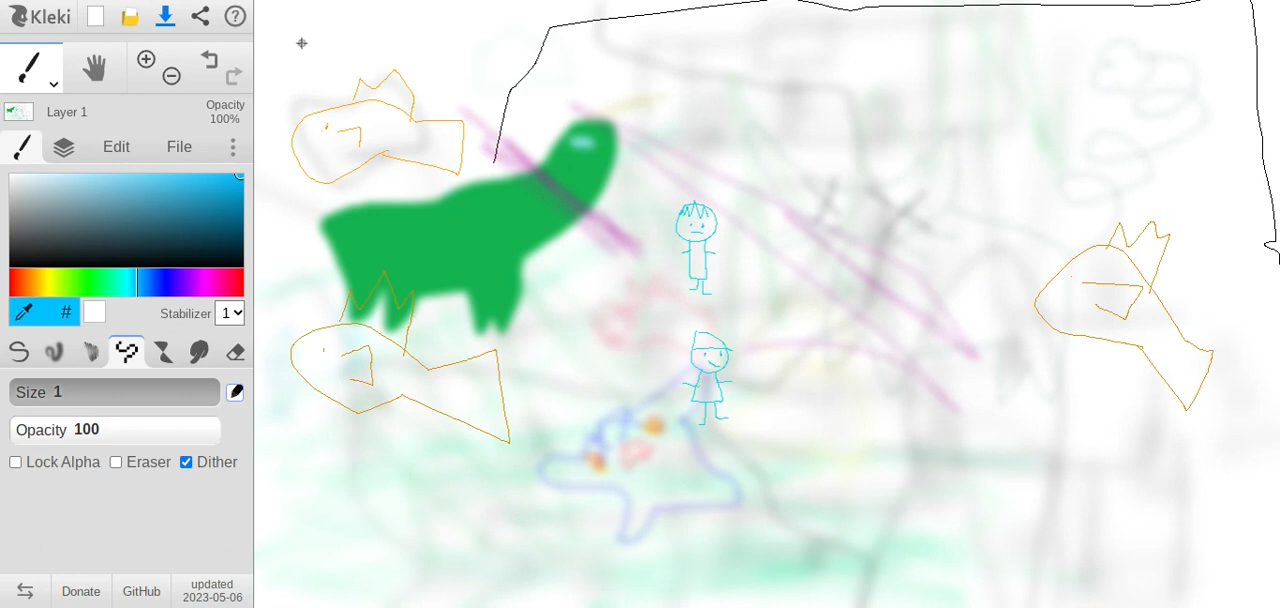 Kleki
?
Layer 1
Opacity
100%
Edit
File
#
Stabilizer 1
Size 1
Opacity 100
Lock Alpha
Eraser
Dither
Donate
GitHub
updated
2023-05-06